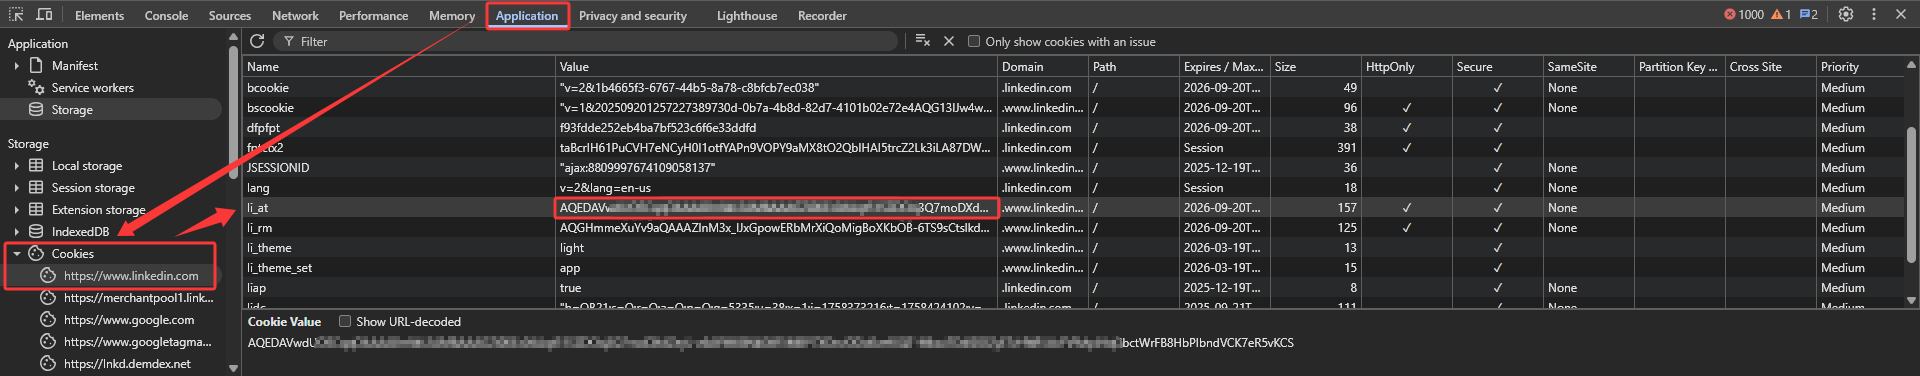 Elements Console Sources Network Performance Memory Application Privacy and security Lighthouse Recorder 1000 1 2
Application
Manifest
Service workers
Storage
Storage
Local storage
Session storage
Extension storage
IndexedDB
Cookies
https://www.linkedin.com
https://merchantpool1.link...
https://www.google.com
https://www.googletagma...
https://lnkd.demdex.net
Filter Only show cookies with an issue
Name Value Domain Path Expires / Max... Size HttpOnly Secure SameSite Partition Key ... Cross Site Priority
bcookie "v=2&1b4665f3-6767-44b5-8a78-c8bfcb7ec038" .linkedin.com / 2026-09-20T... 49 ✓ None Medium
bscookie "v=1&202509201257227389730d-0b7a-4b8d-82d7-4101b02e72e4AQG13IJw4w... .www.linkedin... / 2026-09-20T... 96 ✓ ✓ None Medium
dfpfpt f93fdde252eb4ba7bf523c6f6e33ddfd .linkedin.com / 2026-09-20T... 38 ✓ ✓ Medium
fptctx2 taBcrIH61PuCVH7eNCyH0I1otfYAPn9VOPY9aMX8tO2QbIHAI5trcZ2Lk3iLA87DW... .linkedin.com / Session 391 ✓ ✓ Medium
JSESSIONID "ajax:8809997674109058137" .www.linkedin... / 2025-12-19T... 36 ✓ None Medium
lang v=2&lang=en-us .linkedin.com / Session 18 ✓ None Medium
li_at AQEDAVw 3Q7moDXd... .www.linkedin... / 2026-09-20T... 157 ✓ ✓ None Medium
li_rm .www.linkedin... / 2026-09-20T... 125 ✓ ✓ None Medium
li_theme light .www.linkedin... / 2026-03-19T... 13 ✓ Medium
li_theme_set app .www.linkedin... / 2026-03-19T... 15 ✓ Medium
liap true .www.linkedin... / 2025-12-19T... 8 ✓ None Medium
Cookie Value Show URL-decoded
AQEDAVwdU bctWrFB8HbPIbndVCK7eR5vKCS